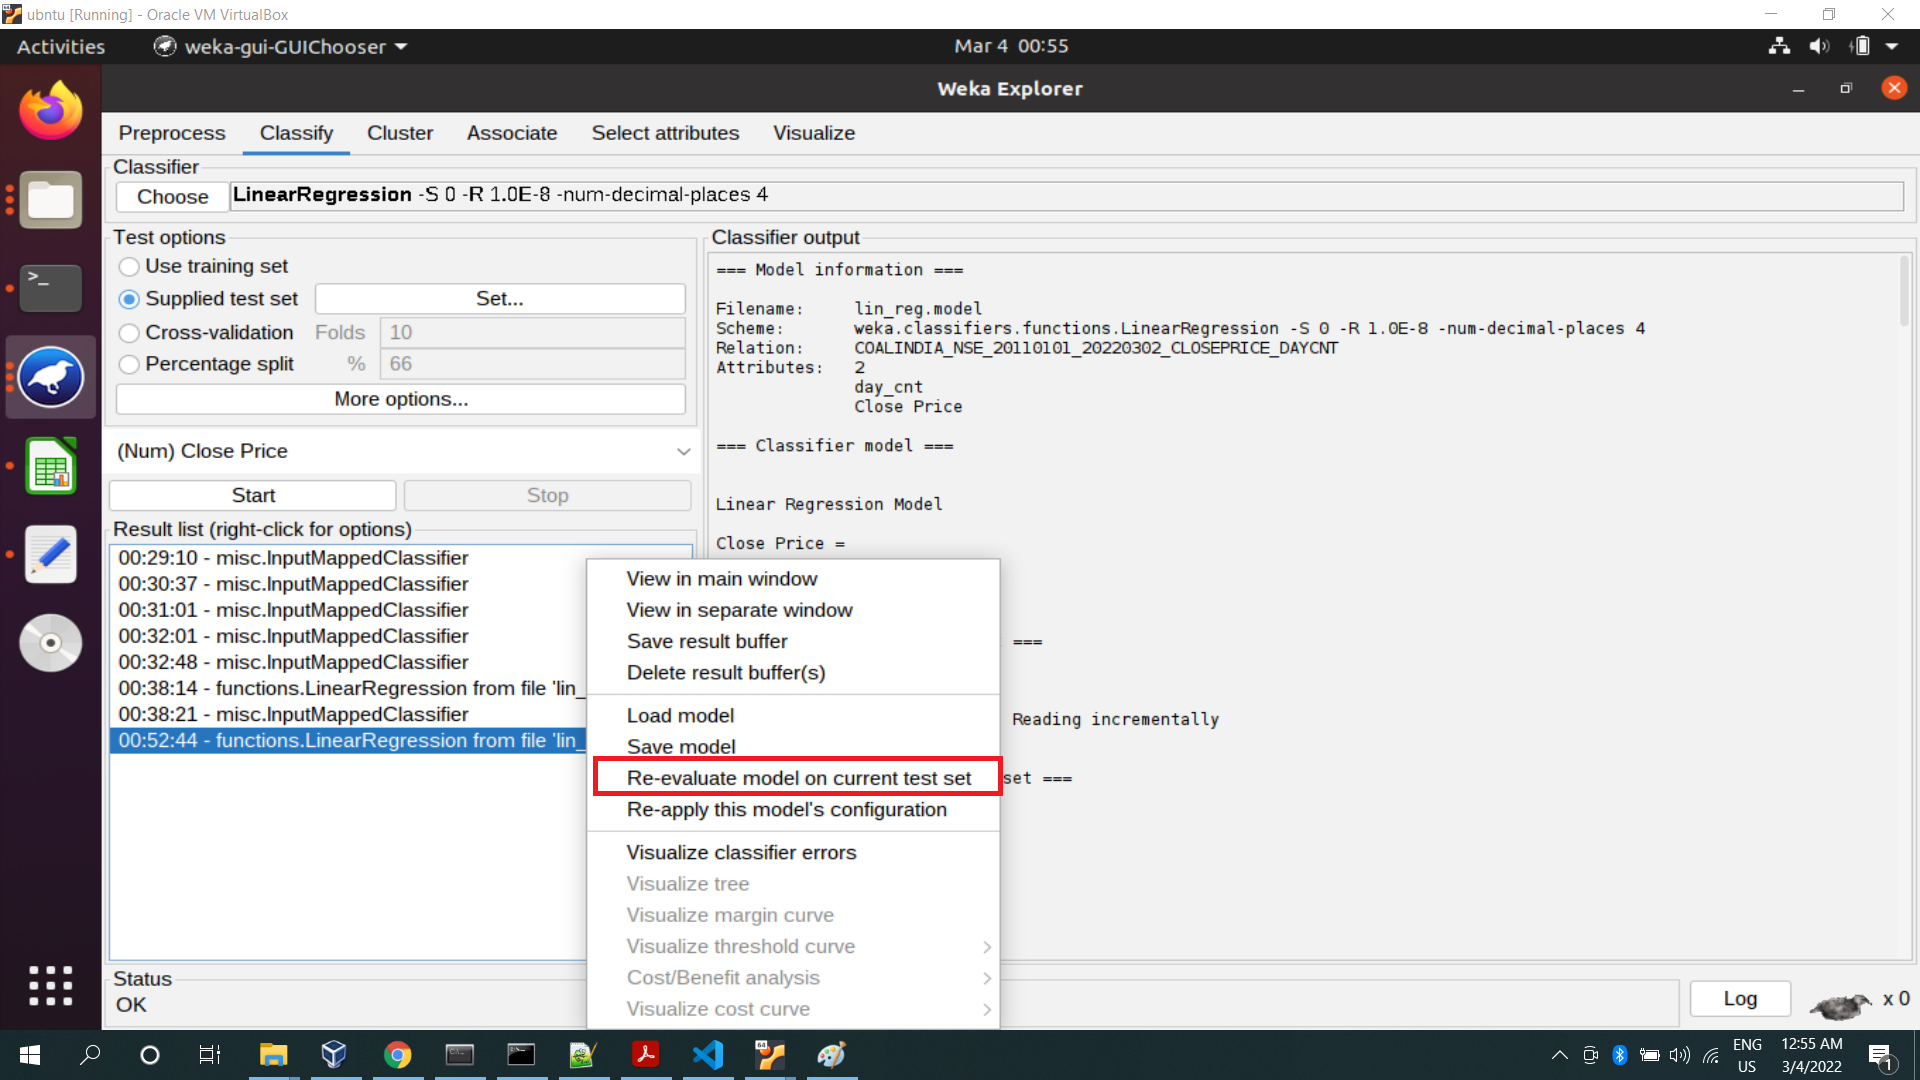 ubntu [Running] - Oracle VM VirtualBox
Activities weka-gui-GUIChooser Mar 4 00:55
Weka Explorer
Preprocess Classify Cluster Associate Select attributes Visualize
Classifier
Choose LinearRegression -S 0 -R 1.0E-8 -num-decimal-places 4
Test options
Use training set
Supplied test set Set...
Cross-validation Folds 10
Percentage split % 66
More options...
(Num) Close Price
Start Stop
Result list (right-click for options)
00:29:10 - misc.InputMappedClassifier
00:30:37 - misc.InputMappedClassifier
00:31:01 - misc.InputMappedClassifier
00:32:01 - misc.InputMappedClassifier
00:32:48 - misc.InputMappedClassifier
00:38:14 - functions.LinearRegression from file 'lin_
00:38:21 - misc.InputMappedClassifier
00:52:44 - functions.LinearRegression from file 'lin_
Classifier output
=== Model information ===
Filename: lin_reg.model
Scheme: weka.classifiers.functions.LinearRegression -S 0 -R 1.0E-8 -num-decimal-places 4
Relation: COALINDIA_NSE_20110101_20220302_CLOSEPRICE_DAYCNT
Attributes: 2
day_cnt
Close Price
=== Classifier model ===
Linear Regression Model
Close Price =
===
Reading incrementally
set ===
View in main window
View in separate window
Save result buffer
Delete result buffer(s)
Load model
Save model
Re-evaluate model on current test set
Re-apply this model's configuration
Visualize classifier errors
Visualize tree
Visualize margin curve
Visualize threshold curve
Cost/Benefit analysis
Visualize cost curve
Status
OK
Log x 0
ENG
US
12:55 AM
3/4/2022
64
1